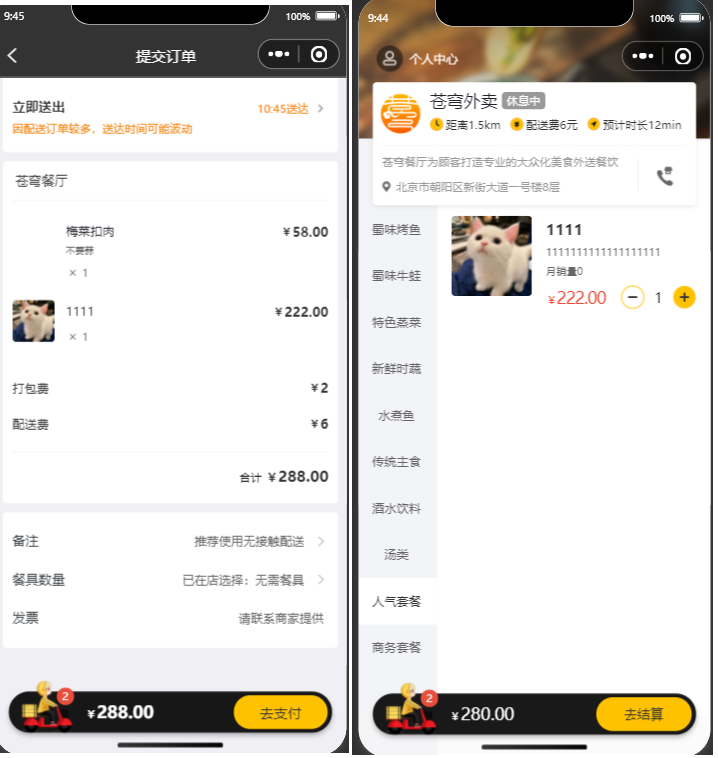 9:45
100%
提交订单
立即送出
10:45送达
因配送订单较多，送达时间可能波动
苍穹餐厅
梅菜扣肉
¥58.00
不要蒜
× 1
1111
¥222.00
× 1
打包费
¥2
配送费
¥6
合计 ¥288.00
备注
推荐使用无接触配送
餐具数量
已在店选择：无需餐具
发票
请联系商家提供
2
¥288.00
去支付
9:44
100%
个人中心
苍穹外卖 休息中
距离1.5km 配送费6元 预计时长12min
苍穹餐厅为顾客打造专业的大众化美食外送餐饮
北京市朝阳区新街大道一号楼8层
蜀味烤鱼
蜀味牛蛙
特色蒸菜
新鲜时蔬
水煮鱼
传统主食
酒水饮料
汤类
人气套餐
商务套餐
1111
1111111111111111111
月销量0
¥222.00
1
2
¥280.00
去结算